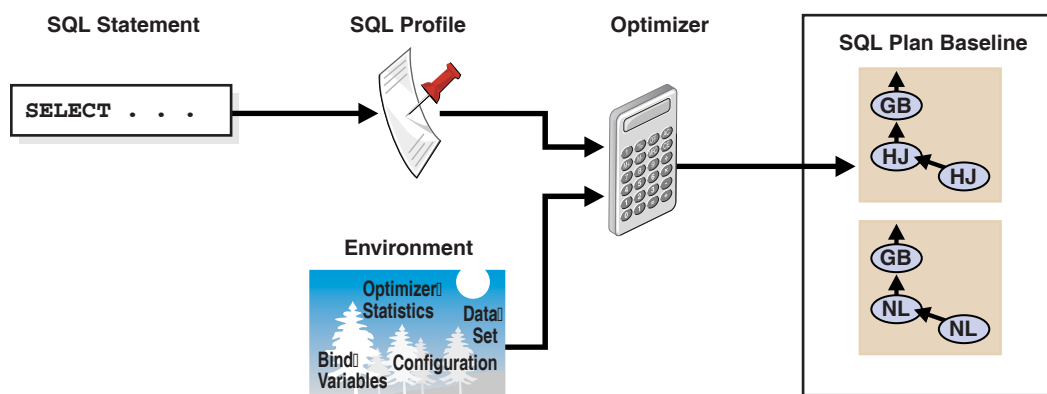 SQL Statement
SQL Profile
Optimizer
SQL Plan Baseline
SELECT . . .
GB
HJ
HJ
Environment
Optimizer
Statistics
Data
Set
Bind
Variables
Configuration
GB
NL
NL